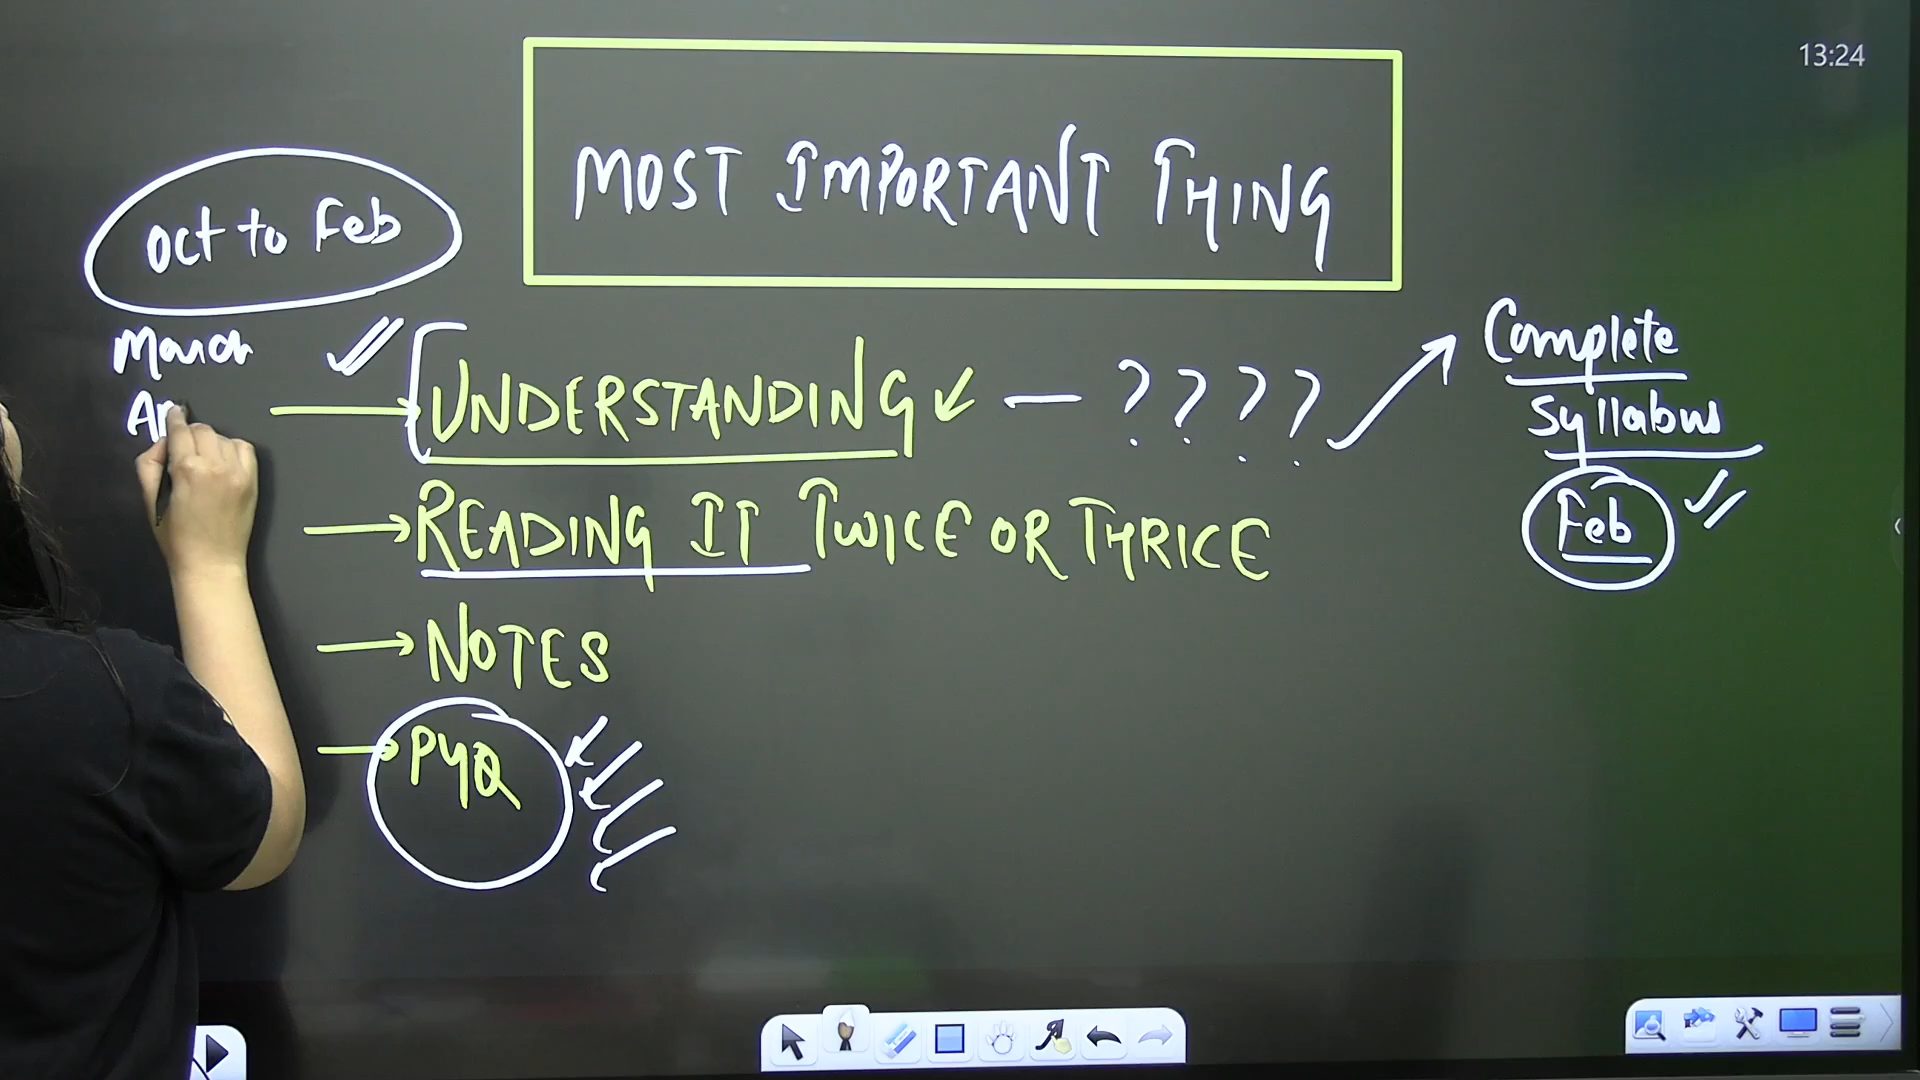 13:24
MOST IMPORTANT THING
Oct to Feb
March
UNDERSTANDING — ????
Complete
Syllabus
Feb
READING IT TWICE OR THRICE
NOTES
PYQ